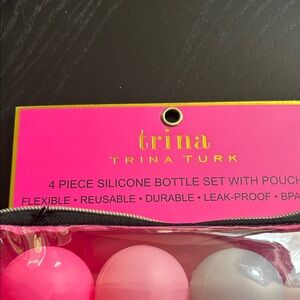 trina
TRINA TURK
4 PIECE SILICONE BOTTLE SET WITH POUCH
FLEXIBLE • REUSABLE • DURABLE • LEAK-PROOF • BPA